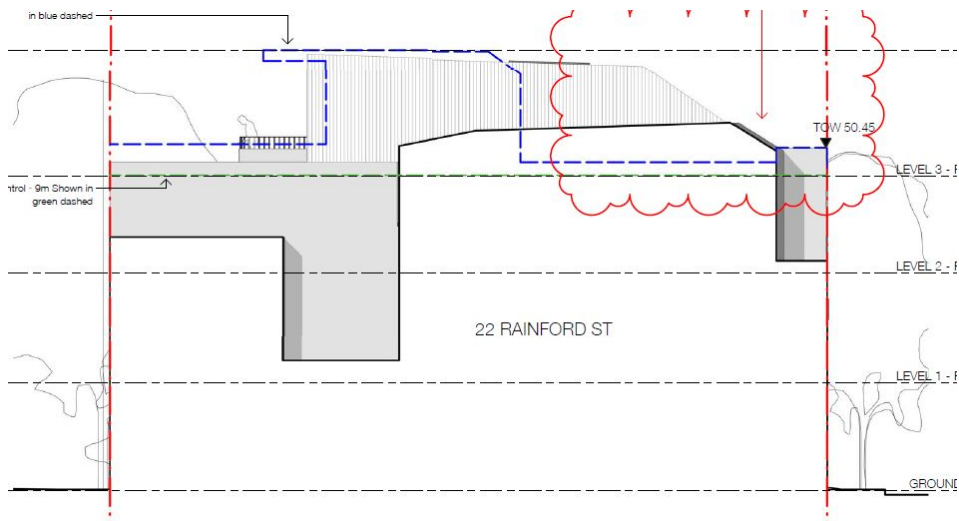 in blue dashed
TOW 50.45
ntrol - 9m Shown in
green dashed
LEVEL 3 - F
LEVEL 2 - F
22 RAINFORD ST
LEVEL 1 - F
GROUND